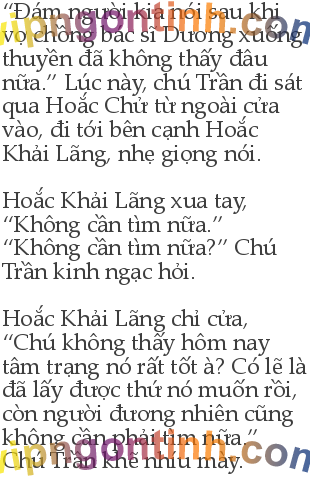 “Đám người kia nói sau khi
vợ chồng bác sĩ Dương xuống
thuyền đã không thấy đâu
nữa.” Lúc này, chú Trần đi sát
qua Hoắc Chử từ ngoài cửa
vào, đi tới bên cạnh Hoắc
Khải Lãng, nhẹ giọng nói.
Hoắc Khải Lãng xua tay,
“Không cần tìm nữa.”
“Không cần tìm nữa?” Chú
Trần kinh ngạc hỏi.
Hoắc Khải Lãng chỉ cửa,
“Chú không thấy hôm nay
tâm trạng nó rất tốt à? Có lẽ là
đã lấy được thứ nó muốn rồi,
còn người đương nhiên cũng
không cần phải tìm nữa.”
Chú Trần khẽ nhíu mày.
vipngontinh.com
vipngontinh.com